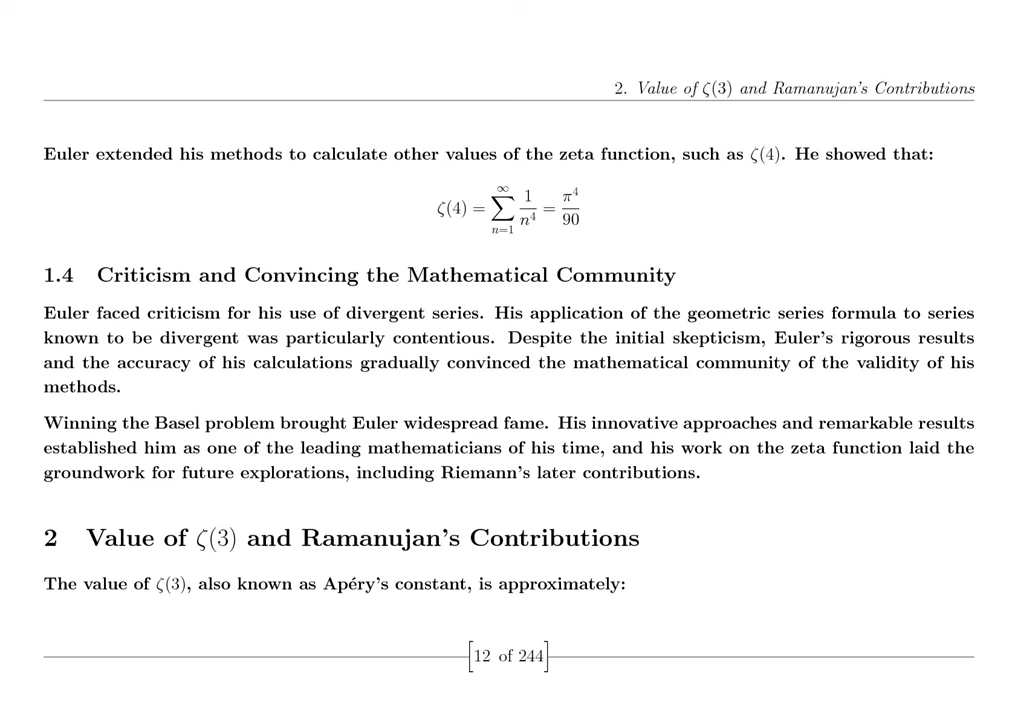 2. Value of ζ(3) and Ramanujan's Contributions
Euler extended his methods to calculate other values of the zeta function, such as ζ(4). He showed that:
ζ(4) = ∑_{n=1}^{∞} 1/n⁴ = π⁴/90
1.4 Criticism and Convincing the Mathematical Community
Euler faced criticism for his use of divergent series. His application of the geometric series formula to series
known to be divergent was particularly contentious. Despite the initial skepticism, Euler's rigorous results
and the accuracy of his calculations gradually convinced the mathematical community of the validity of his
methods.
Winning the Basel problem brought Euler widespread fame. His innovative approaches and remarkable results
established him as one of the leading mathematicians of his time, and his work on the zeta function laid the
groundwork for future explorations, including Riemann's later contributions.
2 Value of ζ(3) and Ramanujan's Contributions
The value of ζ(3), also known as Apéry's constant, is approximately:
[12 of 244]